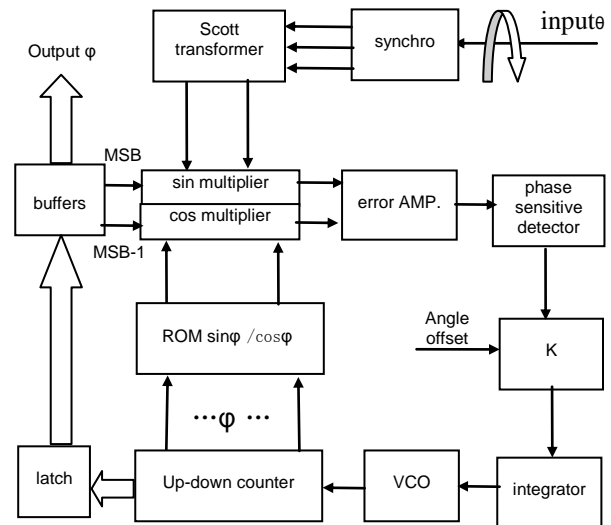 Scott
transformer
synchro
inputθ
Output φ
MSB
buffers
MSB-1
sin multiplier
cos multiplier
error AMP.
phase
sensitive
detector
ROM sinφ /cosφ
Angle
offset
K
···φ ···
latch
Up-down counter
VCO
integrator